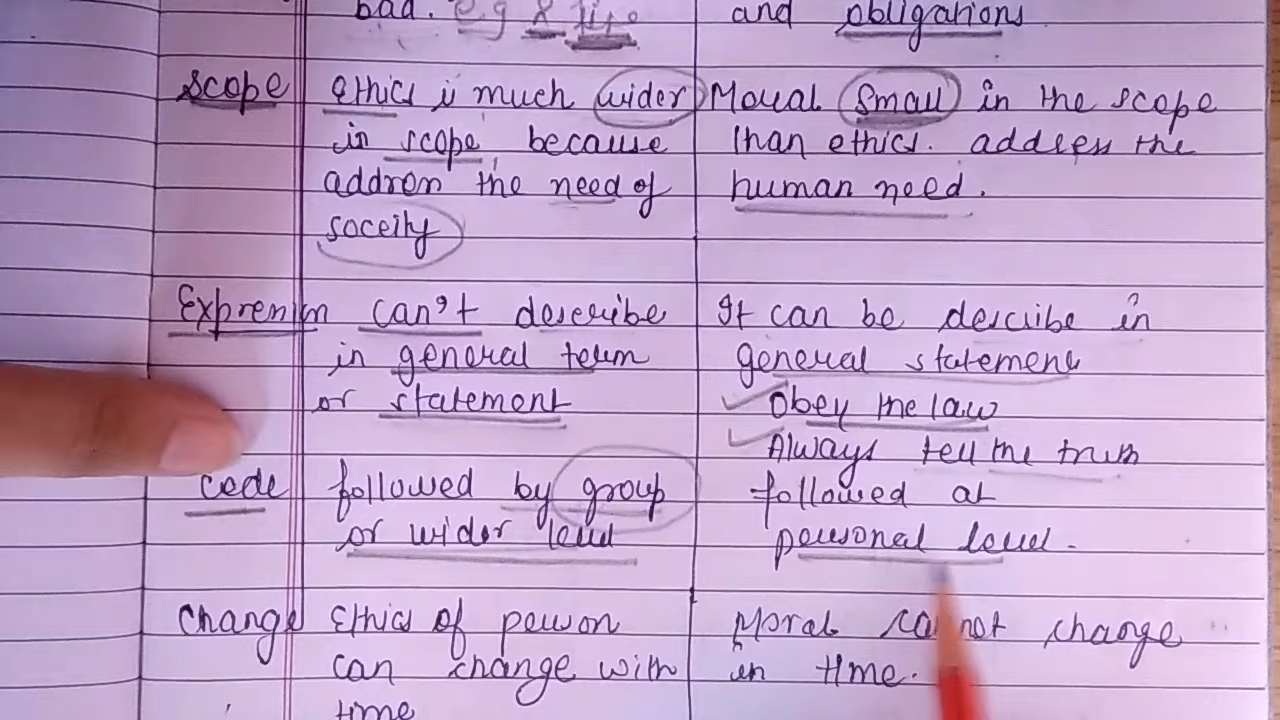 bad. e.g
and obligations
scope
ethics is much wider
in scope because
address the need of
soceity
Moral small in the scope
than ethics. address the
human need.
Expression
can't describe
in general term
or statement
It can be describe in
general statement
Obey the law
Always tell the truth
code
followed by group
or wider level
followed at
personal level.
change
Ethics of person
can change with
time
Moral cannot change
in time.